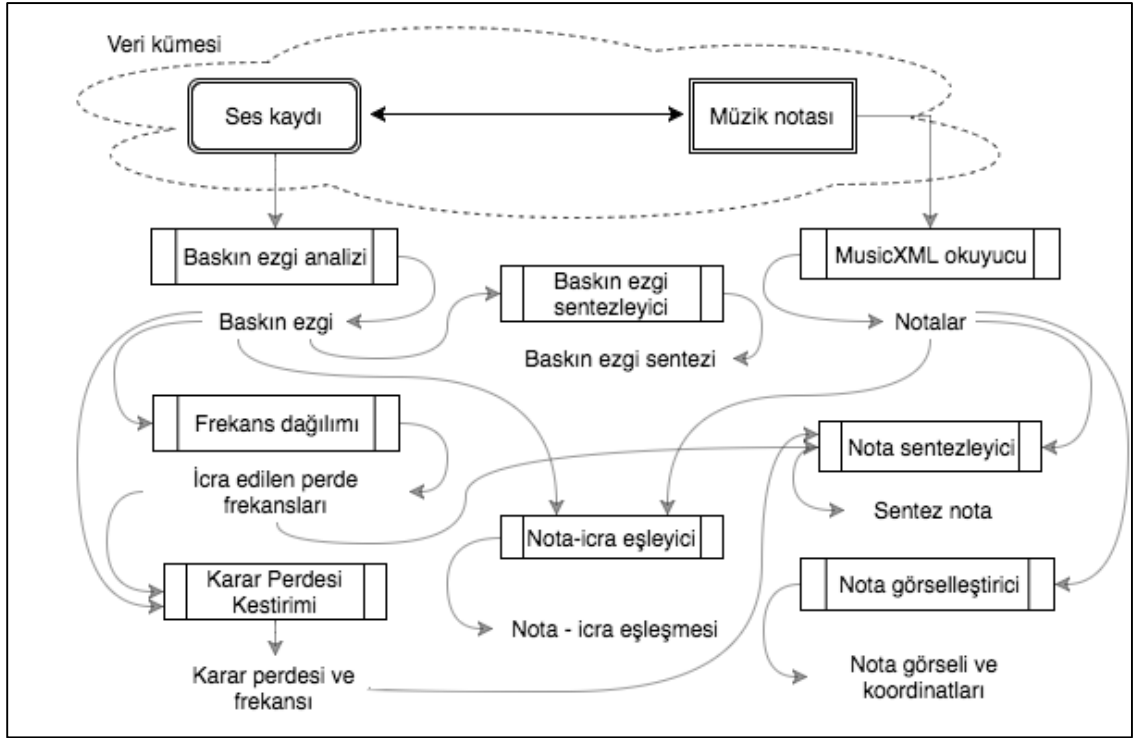 Veri kümesi
Ses kaydı
Müzik notası
Baskın ezgi analizi
MusicXML okuyucu
Baskın ezgi
sentezleyici
Baskın ezgi
Notalar
Baskın ezgi sentezi
Frekans dağılımı
Nota sentezleyici
İcra edilen perde
frekansları
Sentez nota
Nota-icra eşleyici
Karar Perdesi
Kestirimi
Nota görselleştirici
Nota - icra eşleşmesi
Karar perdesi ve
frekansı
Nota görseli ve
koordinatları